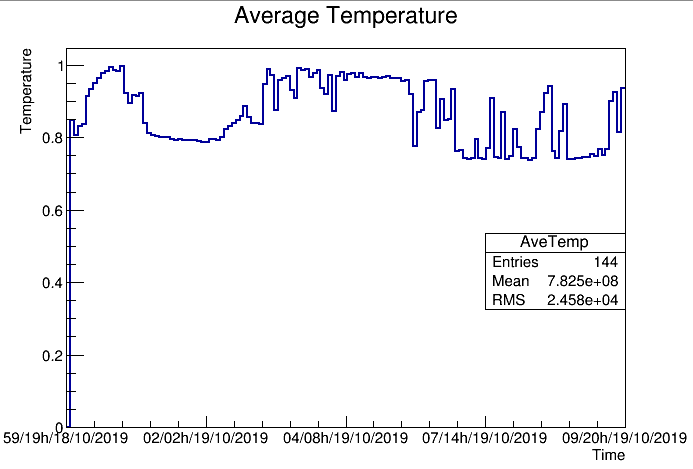 Average Temperature
Temperature
1
0.8
0.6
0.4
0.2
0
AveTemp
Entries 144
Mean 7.825e+08
RMS 2.458e+04
59/19h/18/10/2019 02/02h/19/10/2019 04/08h/19/10/2019 07/14h/19/10/2019 09/20h/19/10/2019
Time